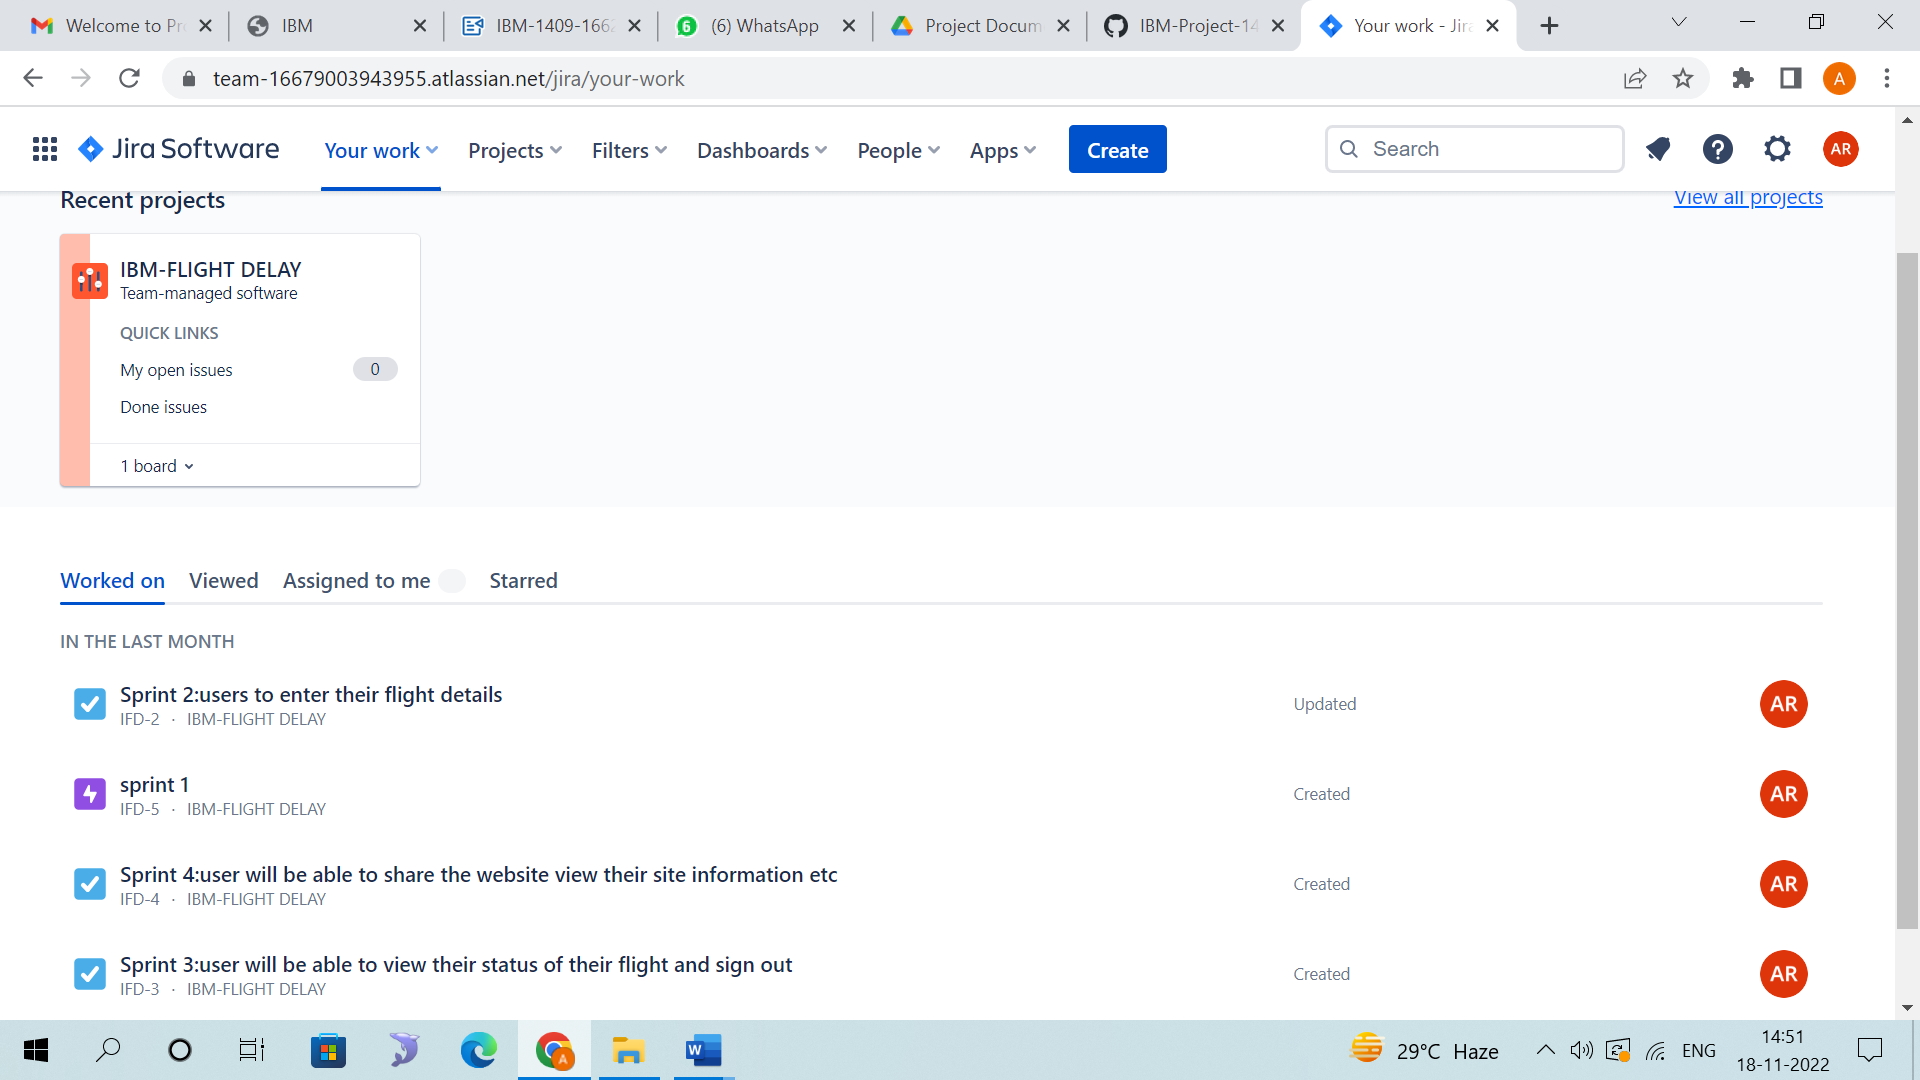 Welcome to Pr
IBM
IBM-1409-1662
6
(6) WhatsApp
Project Docum
IBM-Project-14
Your work - Jira
team-16679003943955.atlassian.net/jira/your-work
A
Jira Software
Your work
Projects
Filters
Dashboards
People
Apps
Create
Search
AR
Recent projects
View all projects
IBM-FLIGHT DELAY
Team-managed software
QUICK LINKS
My open issues
0
Done issues
1 board
Worked on
Viewed
Assigned to me
Starred
IN THE LAST MONTH
Sprint 2:users to enter their flight details
IFD-2 · IBM-FLIGHT DELAY
Updated
AR
sprint 1
IFD-5 · IBM-FLIGHT DELAY
Created
AR
Sprint 4:user will be able to share the website view their site information etc
IFD-4 · IBM-FLIGHT DELAY
Created
AR
Sprint 3:user will be able to view their status of their flight and sign out
IFD-3 · IBM-FLIGHT DELAY
Created
AR
A
W
29°C Haze
ENG
14:51
18-11-2022